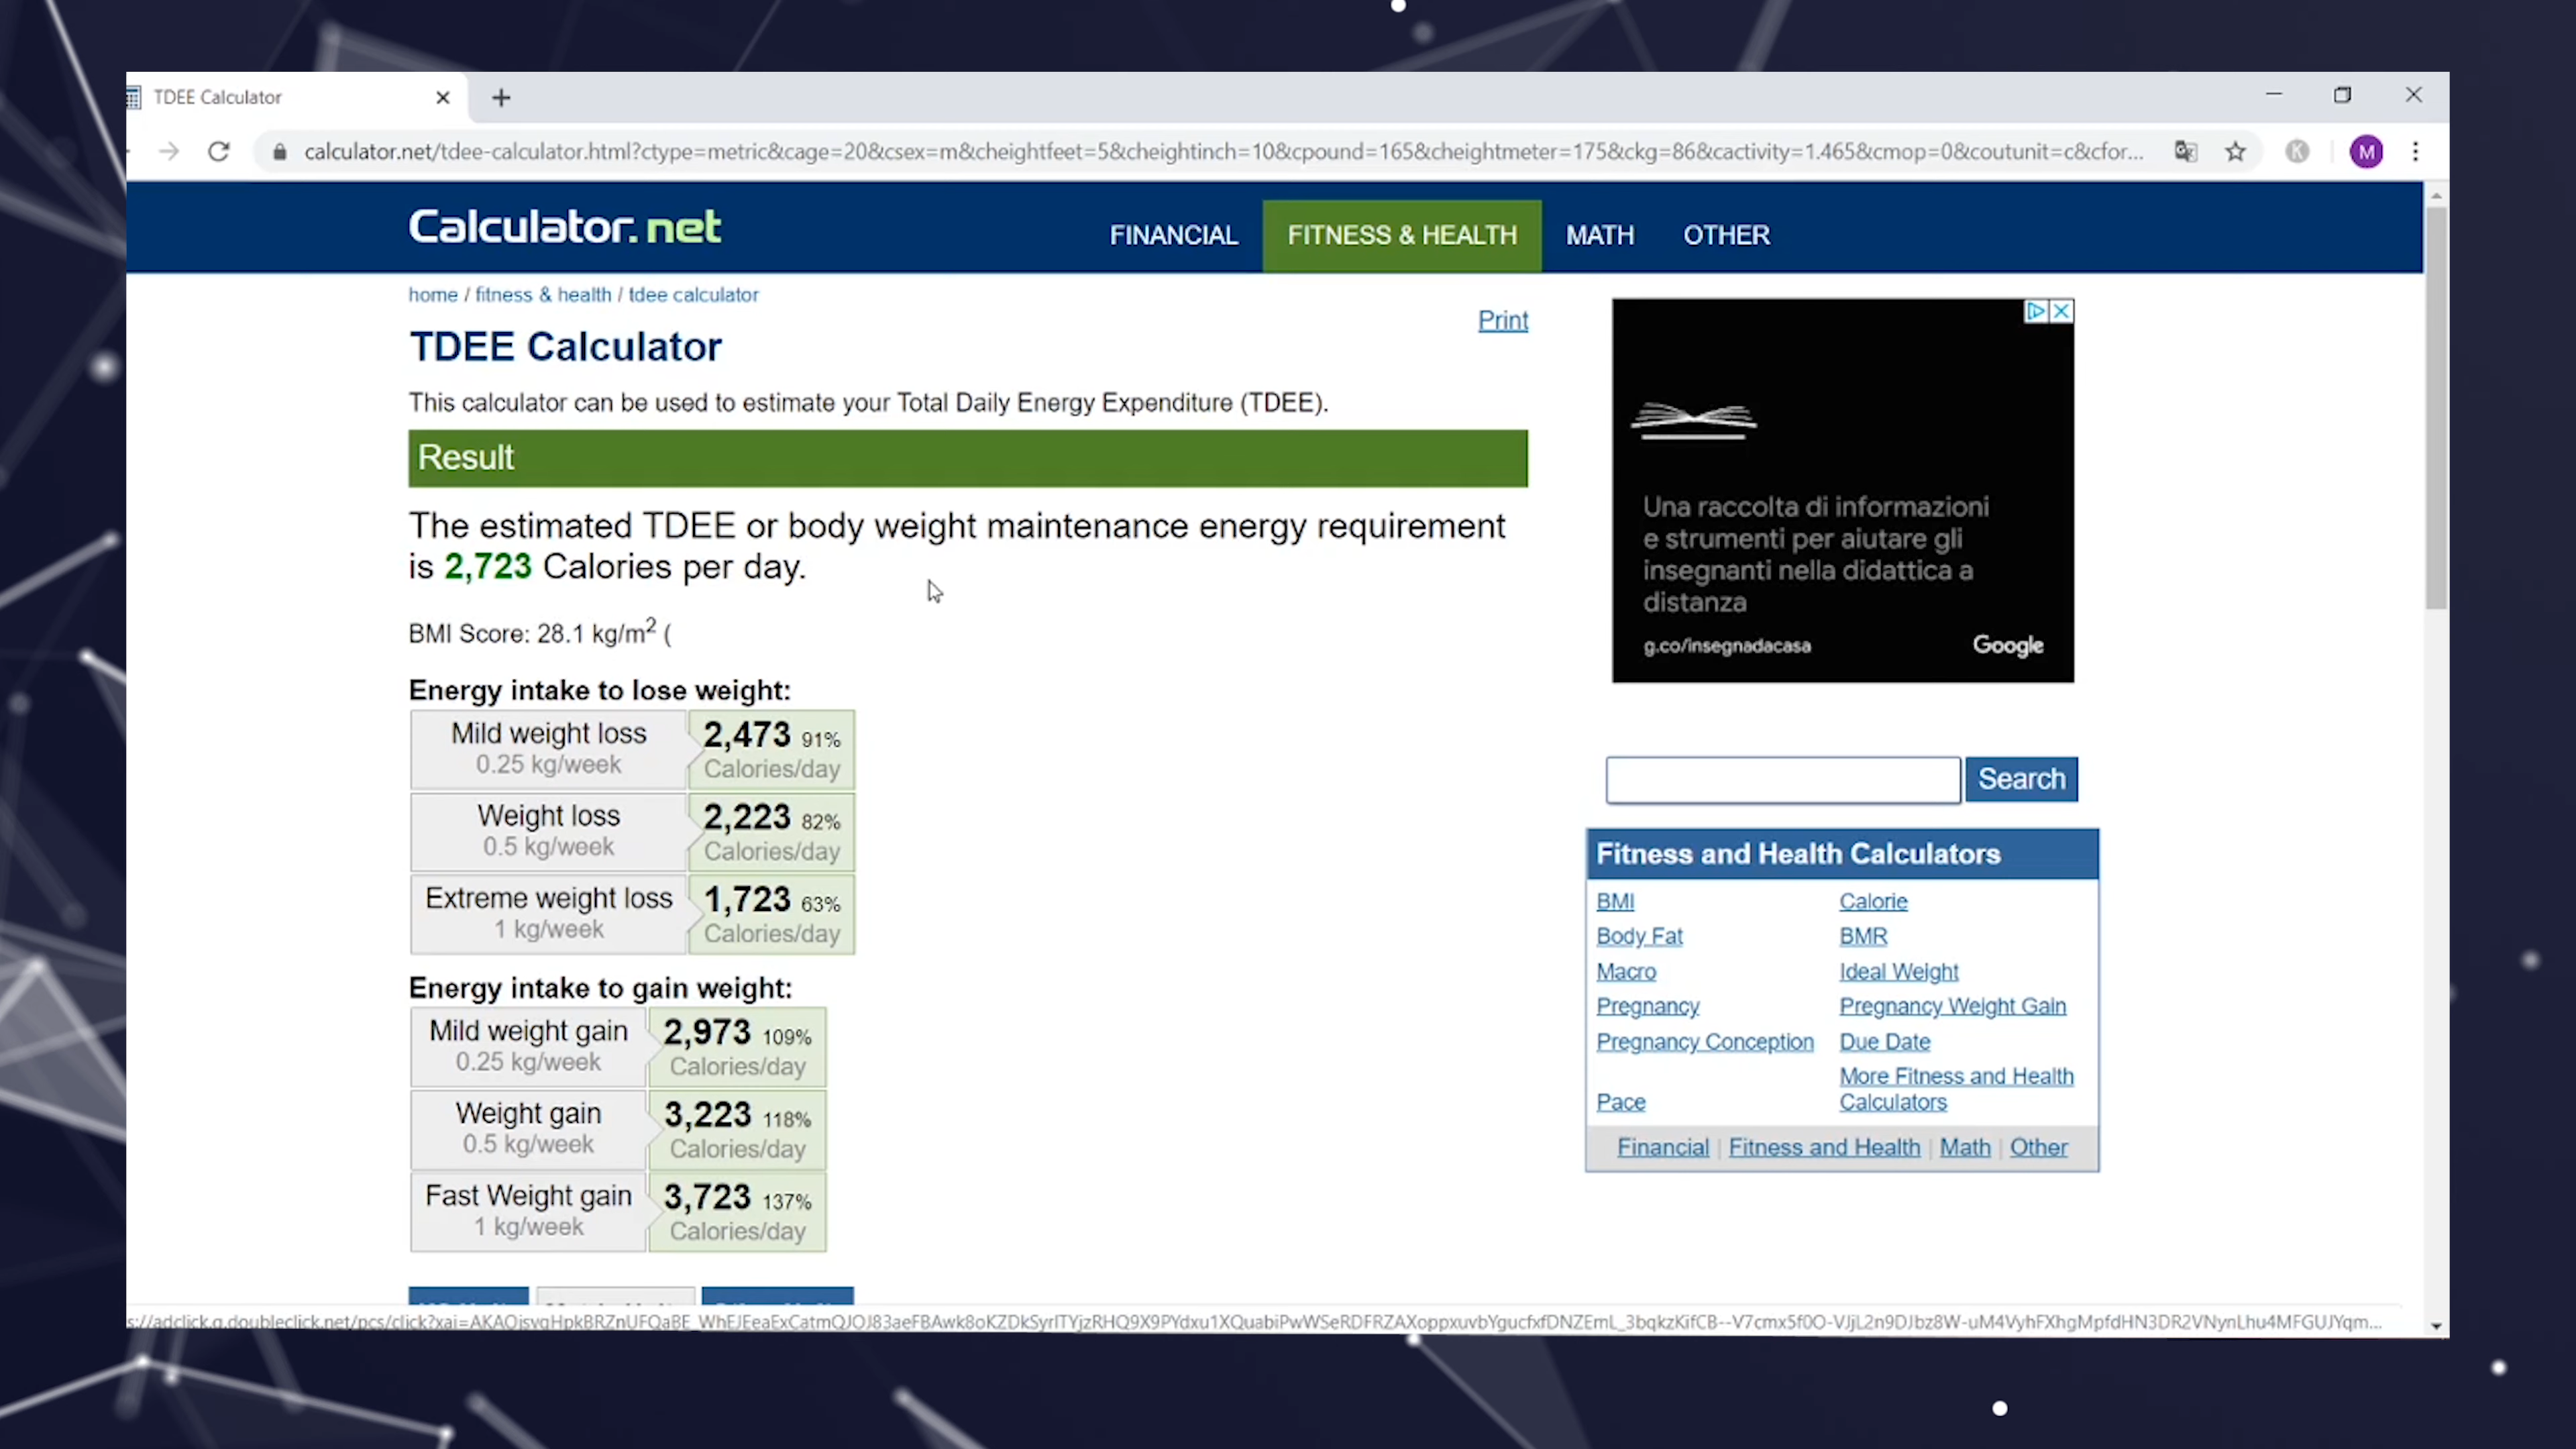 TDEE Calculator
calculator.net/tdee-calculator.html?ctype=metric&cage=20&csex=m&cheightfeet=5&cheightinch=10&cpound=165&cheightmeter=175&ckg=86&cactivity=1.465&cmop=0&coutunit=c&cfor...
M
K
Calculator.net
FINANCIAL
FITNESS & HEALTH
MATH
OTHER
home / fitness & health / tdee calculator
Print
TDEE Calculator
This calculator can be used to estimate your Total Daily Energy Expenditure (TDEE).
Result
The estimated TDEE or body weight maintenance energy requirement
is 2,723 Calories per day.
BMI Score: 28.1 kg/m² (
Energy intake to lose weight:
Mild weight loss
0.25 kg/week
2,473 91%
Calories/day
Weight loss
0.5 kg/week
2,223 82%
Calories/day
Extreme weight loss
1 kg/week
1,723 63%
Calories/day
Energy intake to gain weight:
Mild weight gain
0.25 kg/week
2,973 109%
Calories/day
Weight gain
0.5 kg/week
3,223 118%
Calories/day
Fast Weight gain
1 kg/week
3,723 137%
Calories/day
Una raccolta di informazioni
e strumenti per aiutare gli
insegnanti nella didattica a
distanza
g.co/insegnadacasa
Google
Search
Fitness and Health Calculators
BMI
Calorie
Body Fat
BMR
Macro
Ideal Weight
Pregnancy
Pregnancy Weight Gain
Pregnancy Conception
Due Date
Pace
More Fitness and Health
Calculators
Financial | Fitness and Health | Math | Other